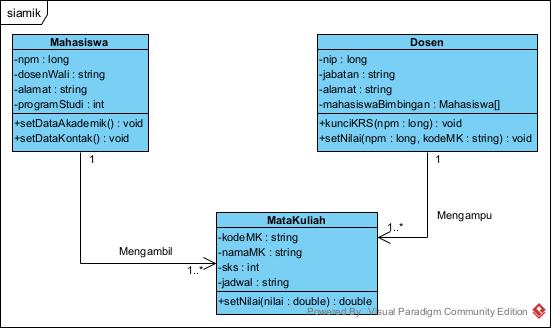 siamik
Mahasiswa
-npm : long
-dosenWali : string
-alamat : string
-programStudi : int
+setDataAkademik() : void
+setDataKontak() : void
Dosen
-nip : long
-jabatan : string
-alamat : string
-mahasiswaBimbingan : Mahasiswa[]
+kunciKRS(npm : long) : void
+setNilai(npm : long, kodeMK : string) : void
1
1
Mengambil
1..*
Mengampu
1..*
MataKuliah
-kodeMK : string
-namaMK : string
-sks : int
-jadwal : string
+setNilai(nilai : double) : double
Powered By Visual Paradigm Community Edition